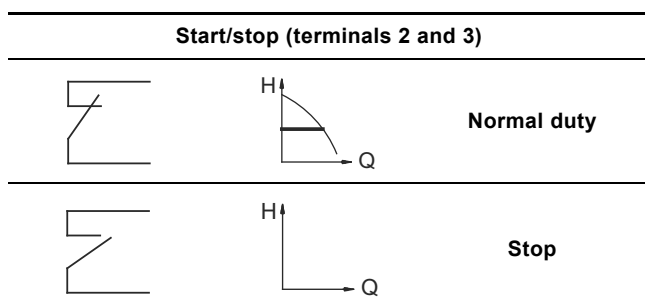 Start/stop (terminals 2 and 3)
H
Q
Normal duty
H
Q
Stop